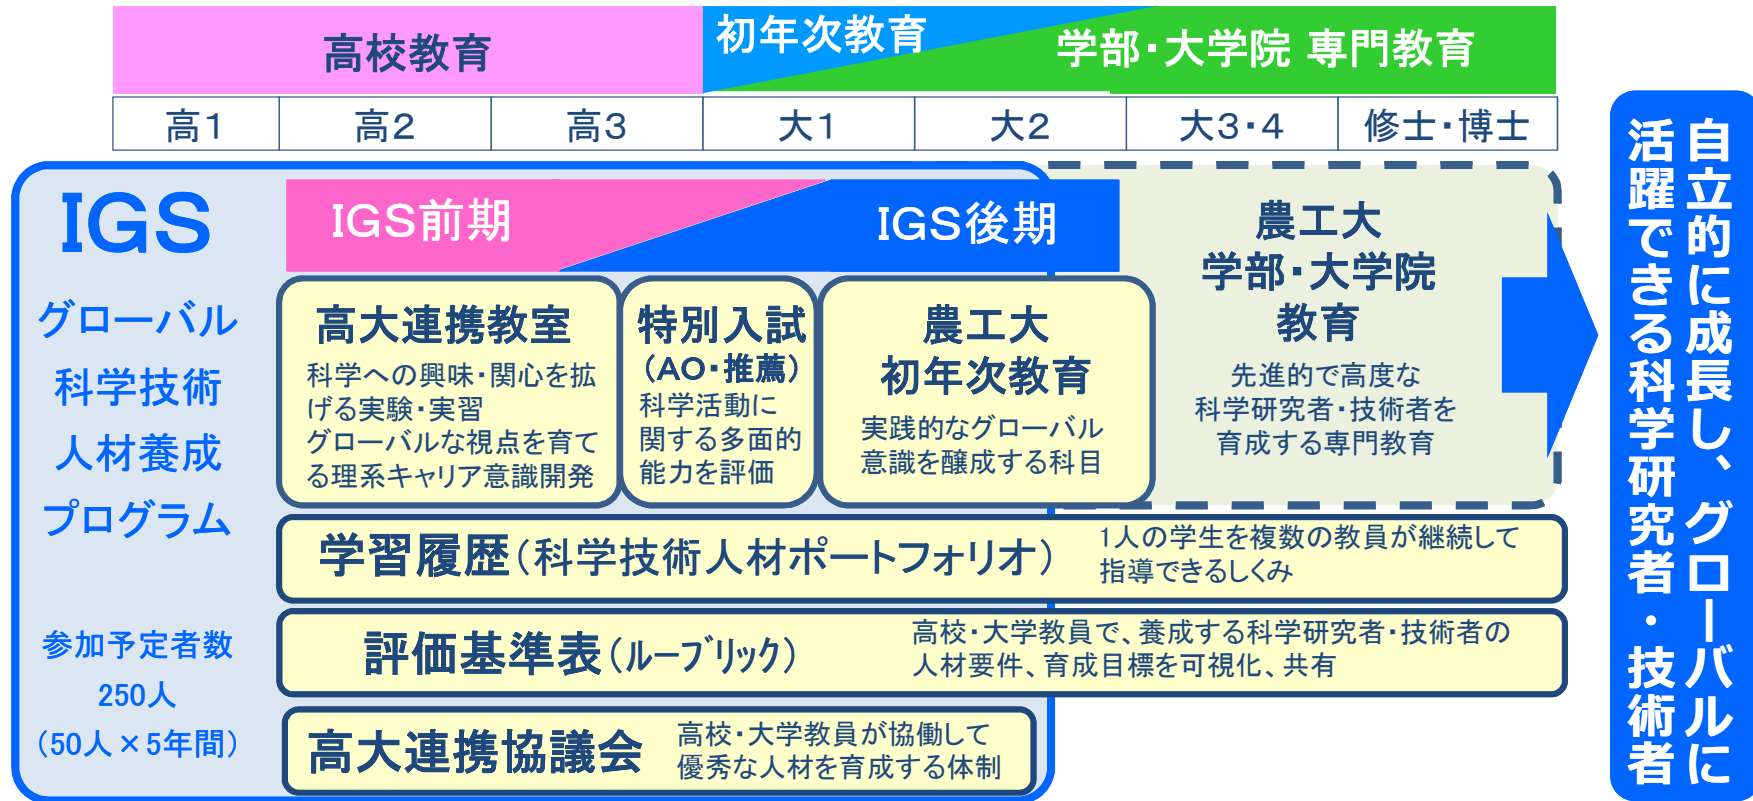 高校教育
初年次教育
学部・大学院 専門教育
高1
高2
高3
大1
大2
大3・4
修士・博士
IGS
グローバル
科学技術
人材養成
プログラム
参加予定者数
250人
(50人×5年間)
IGS前期
IGS後期
高大連携教室
科学への興味・関心を拡
げる実験・実習
グローバルな視点を育て
る理系キャリア意識開発
特別入試
(AO・推薦)
科学活動に
関する多面的
能力を評価
農工大
初年次教育
実践的なグローバル
意識を醸成する科目
農工大
学部・大学院
教育
先進的で高度な
科学研究者・技術者を
育成する専門教育
学習履歴(科学技術人材ポートフォリオ)
1人の学生を複数の教員が継続して
指導できるしくみ
評価基準表(ルーブリック)
高校・大学教員で、養成する科学研究者・技術者の
人材要件、育成目標を可視化、共有
高大連携協議会
高校・大学教員が協働して
優秀な人材を育成する体制
自立的に成長し、グローバルに
活躍できる科学研究者・技術者